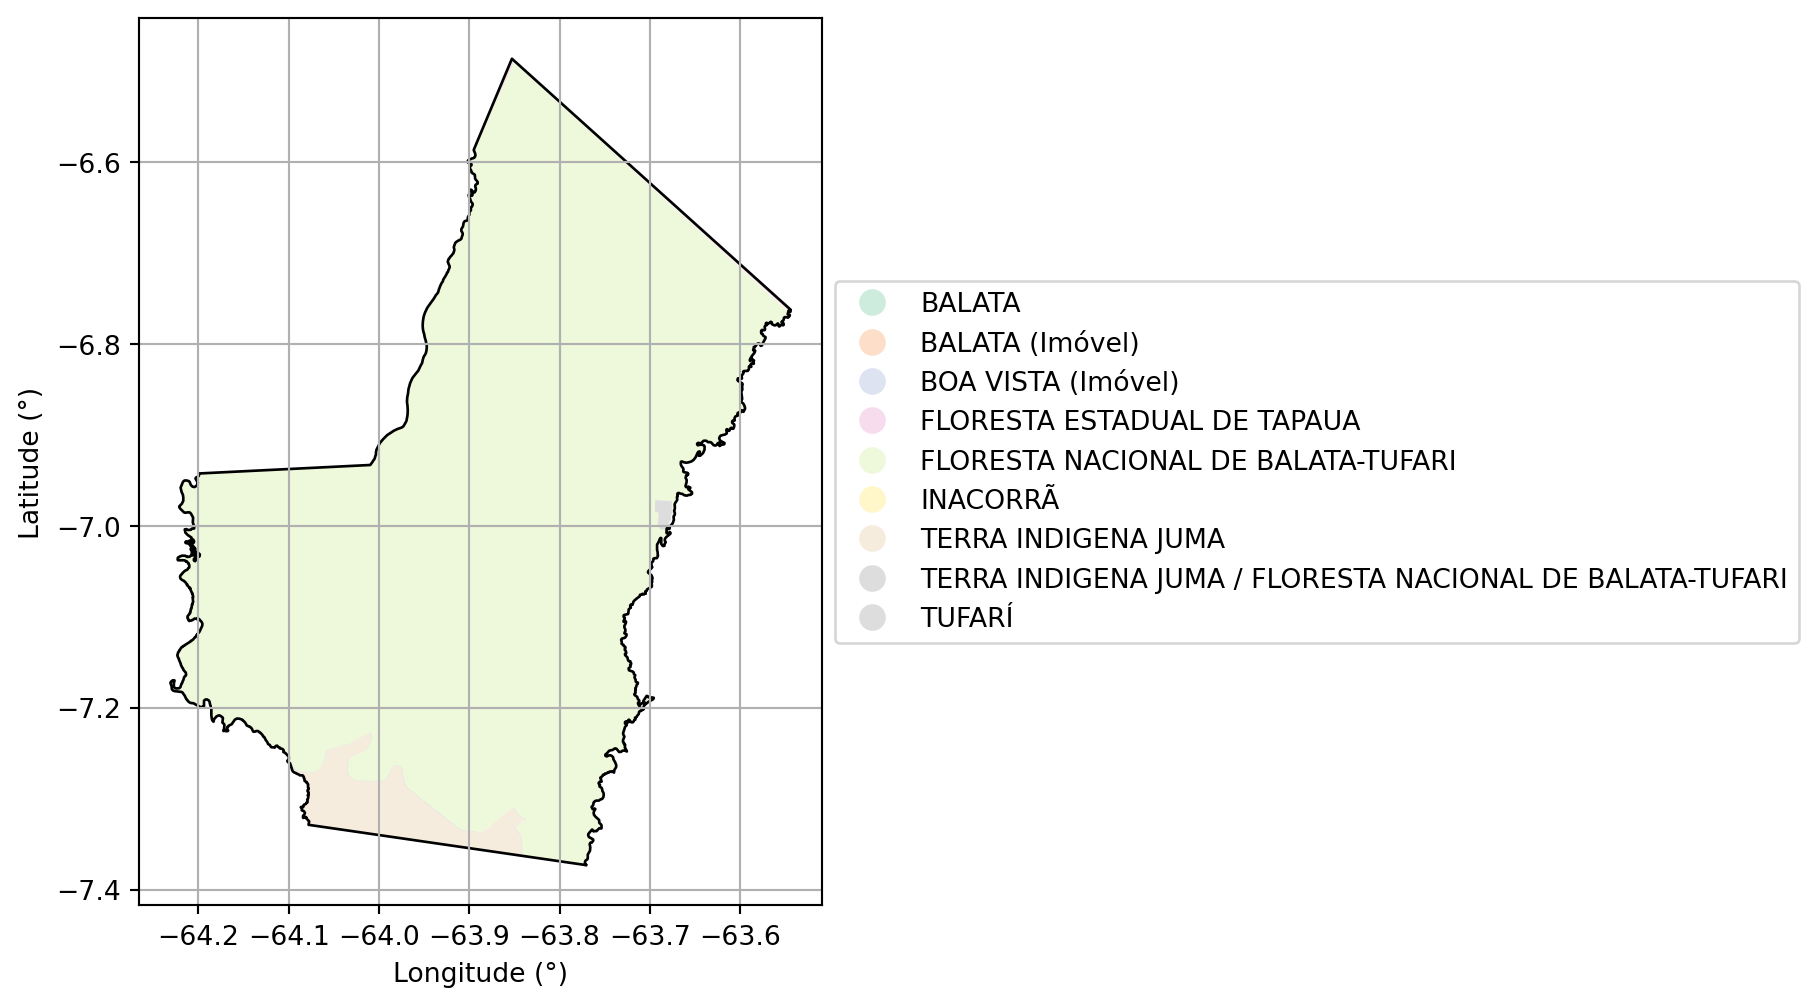 −6.6
−6.8
−7.0
−7.2
−7.4
Latitude (°)
−64.2 −64.1 −64.0 −63.9 −63.8 −63.7 −63.6
Longitude (°)
BALATA
BALATA (Imóvel)
BOA VISTA (Imóvel)
FLORESTA ESTADUAL DE TAPAUA
FLORESTA NACIONAL DE BALATA-TUFARI
INACORRÃ
TERRA INDIGENA JUMA
TERRA INDIGENA JUMA / FLORESTA NACIONAL DE BALATA-TUFARI
TUFARÍ